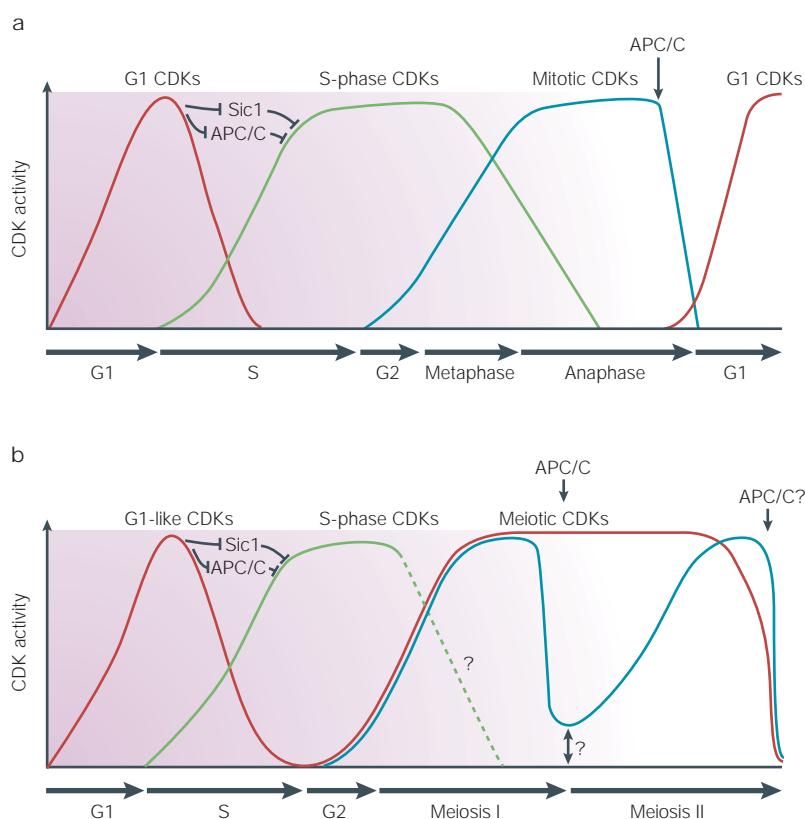 a
APC/C
G1 CDKs
S-phase CDKs
Mitotic CDKs
G1 CDKs
Sic1
APC/C
CDK activity
G1
S
G2
Metaphase
Anaphase
G1
b
APC/C
APC/C?
G1-like CDKs
S-phase CDKs
Meiotic CDKs
Sic1
APC/C
CDK activity
?
?
G1
S
G2
Meiosis I
Meiosis II